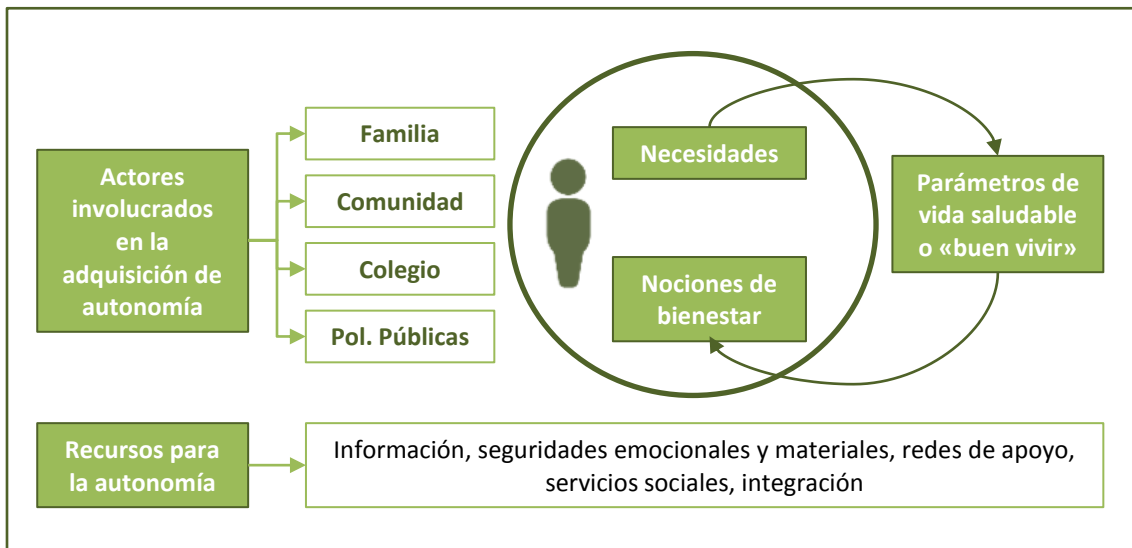 Actores
involucrados
en la
adquisición de
autonomía
Familia
Comunidad
Colegio
Pol. Públicas
Necesidades
Nociones de
bienestar
Parámetros de
vida saludable
o «buen vivir»
Recursos para
la autonomía
Información, seguridades emocionales y materiales, redes de apoyo,
servicios sociales, integración